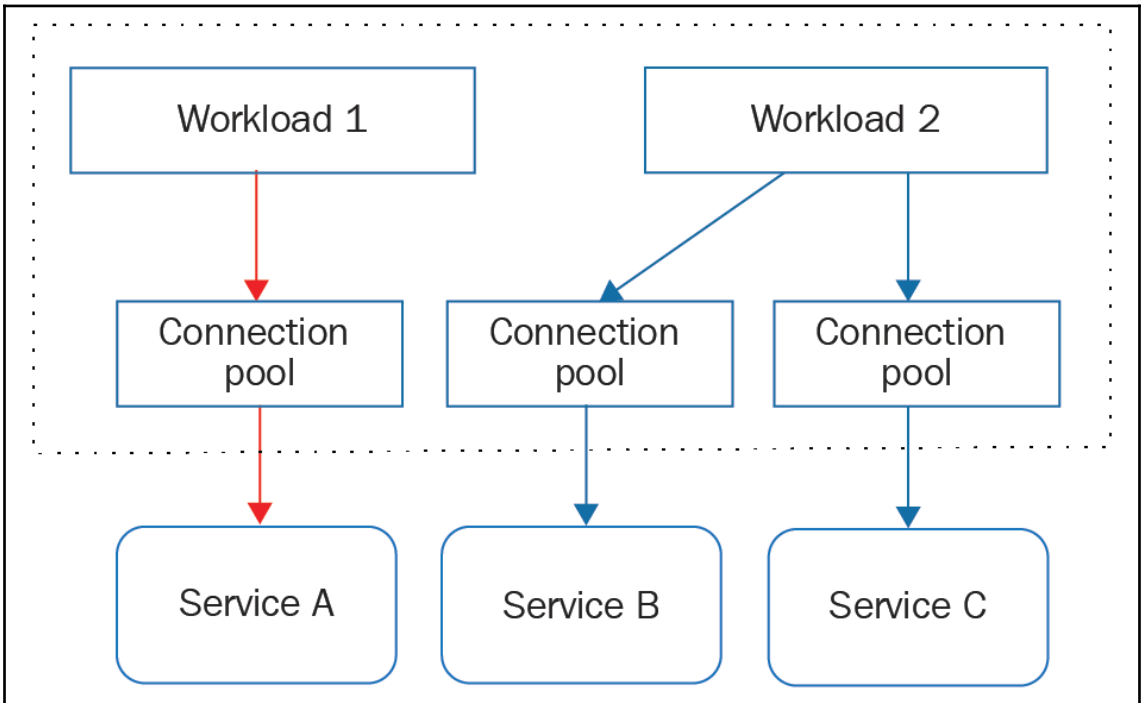 Workload 1
Workload 2
Connection
pool
Connection
pool
Connection
pool
Service A
Service B
Service C